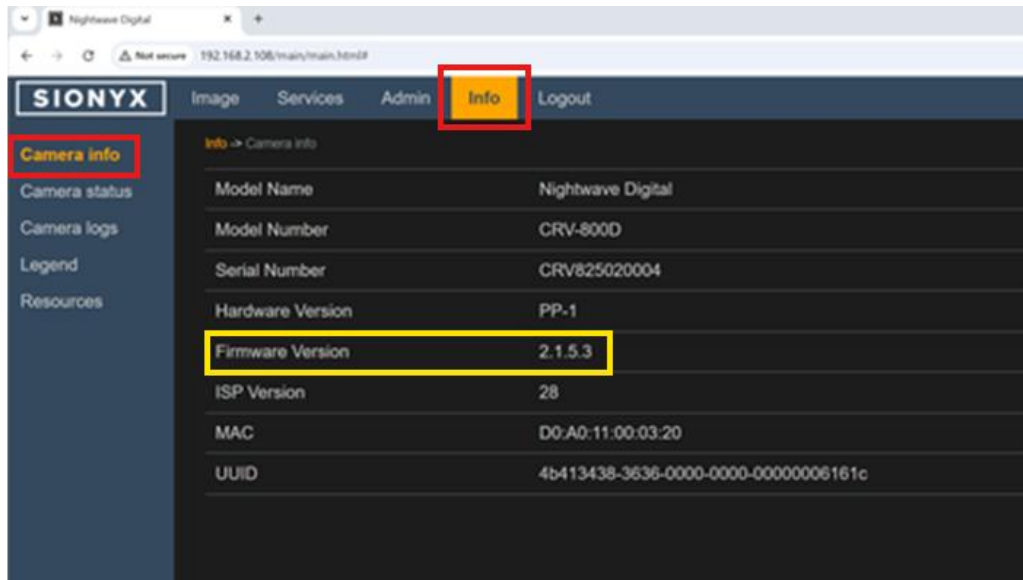 Nightwave Digital
Not secure 192.168.2.108/main/main.html#
SIONYX Image Services Admin Info Logout
Info -> Camera info
Camera info
Camera status
Camera logs
Legend
Resources
Model Name Nightwave Digital
Model Number CRV-800D
Serial Number CRV825020004
Hardware Version PP-1
Firmware Version 2.1.5.3
ISP Version 28
MAC D0:A0:11:00:03:20
UUID 4b413438-3636-0000-0000-00000006161c